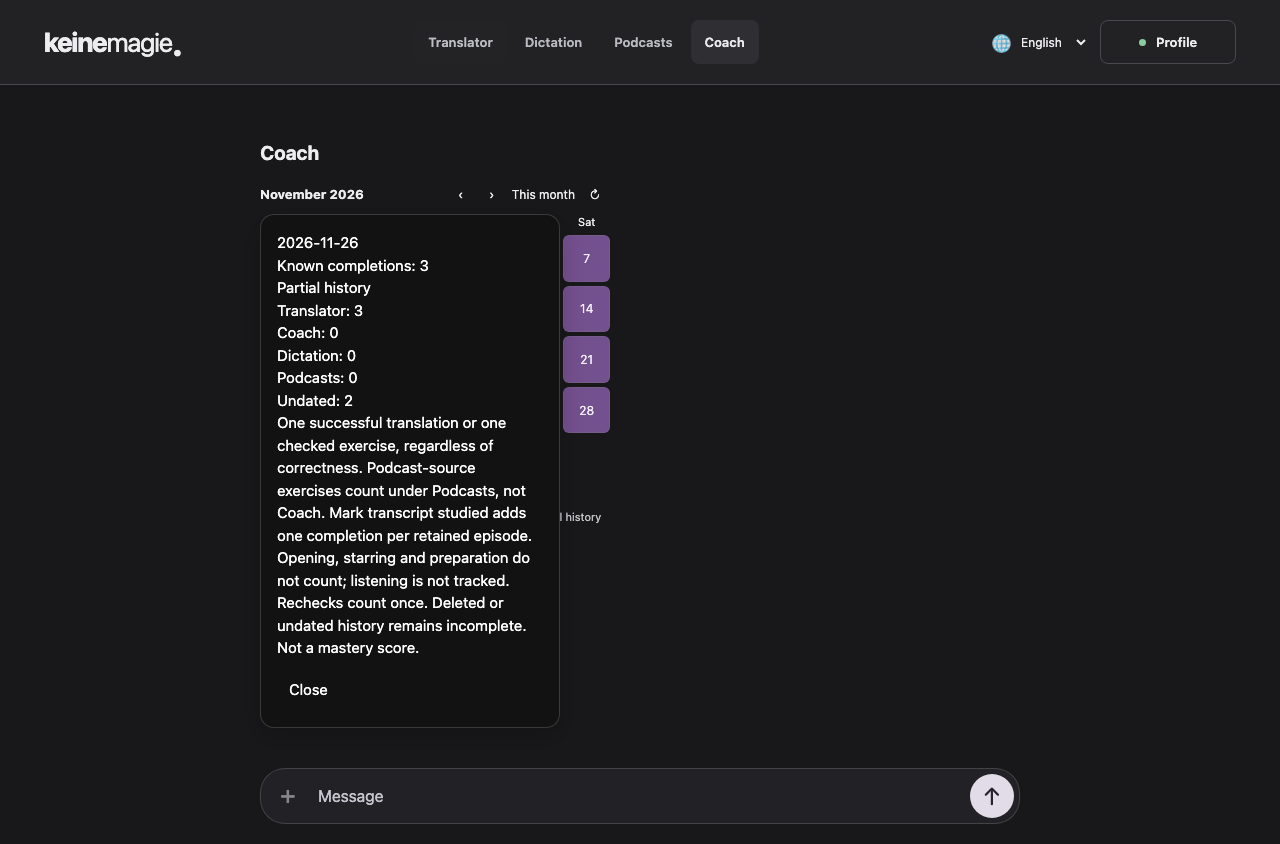 keinemagie.
Translator
Dictation
Podcasts
Coach
English
Profile
Coach
November 2026
‹
›
This month
Sat
2026-11-26
Known completions: 3
Partial history
Translator: 3
Coach: 0
Dictation: 0
Podcasts: 0
Undated: 2
One successful translation or one
checked exercise, regardless of
correctness. Podcast-source
exercises count under Podcasts, not
Coach. Mark transcript studied adds
one completion per retained episode.
Opening, starring and preparation do
not count; listening is not tracked.
Rechecks count once. Deleted or
undated history remains incomplete.
Not a mastery score.
Close
7
14
21
28
history
Message